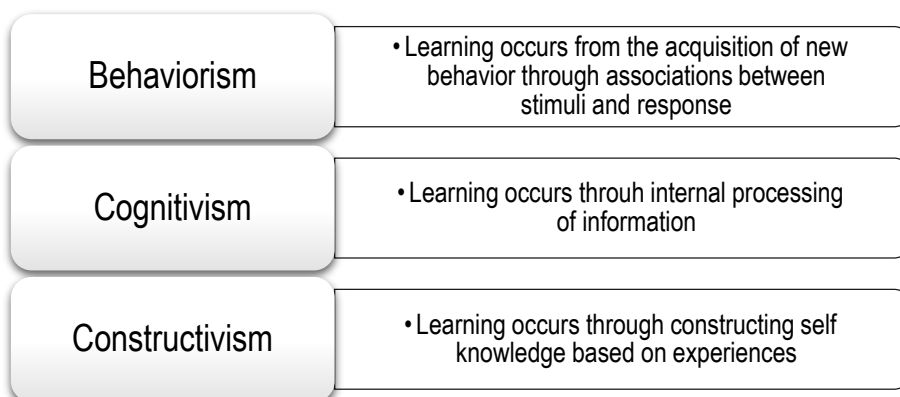 Behaviorism
• Learning occurs from the acquisition of new
behavior through associations between
stimuli and response
Cognitivism
• Learning occurs throuh internal processing
of information
Constructivism
• Learning occurs through constructing self
knowledge based on experiences